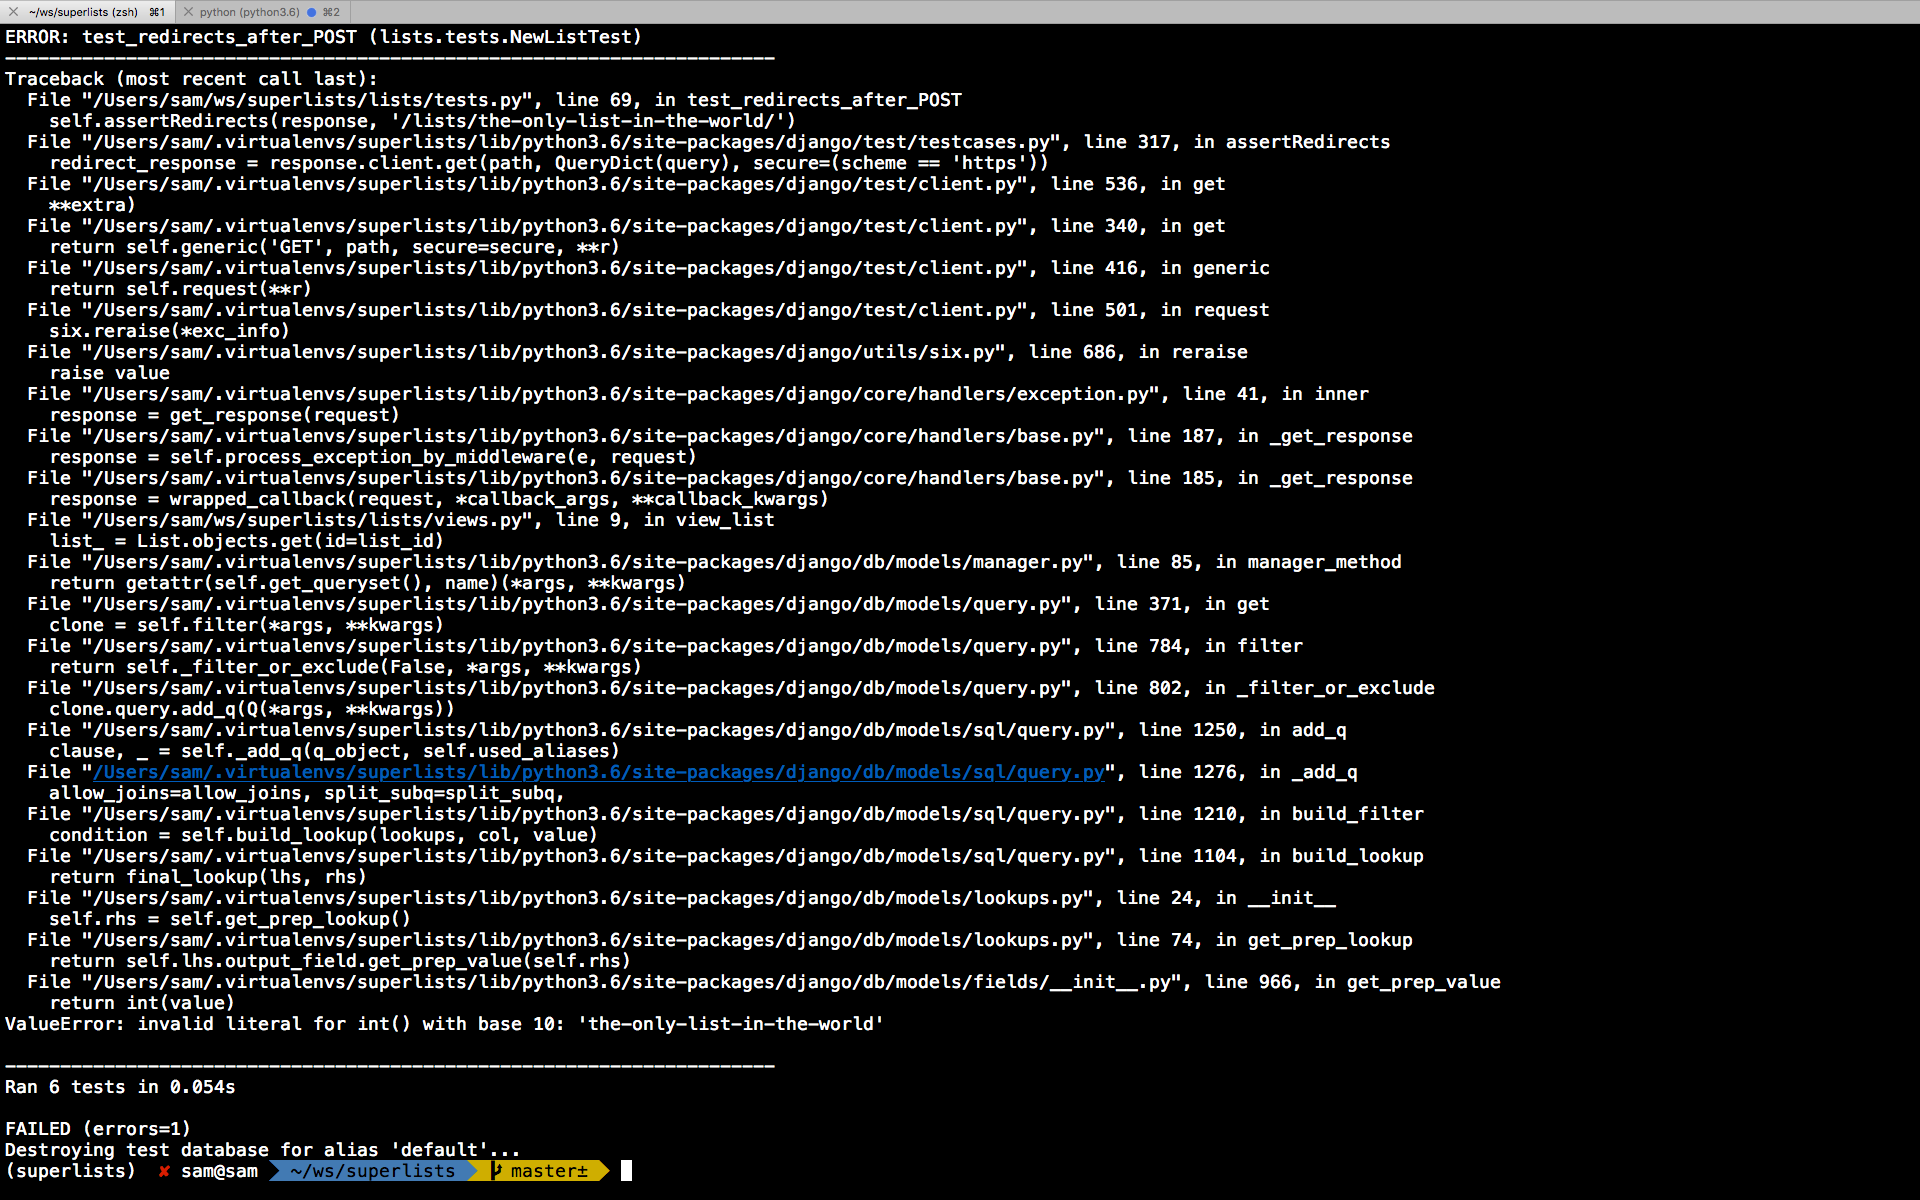 ~/ws/superlists (zsh) ⌘1 python (python3.6) ⌘2
ERROR: test_redirects_after_POST (lists.tests.NewListTest)
----------------------------------------------------------------------
Traceback (most recent call last):
  File "/Users/sam/ws/superlists/lists/tests.py", line 69, in test_redirects_after_POST
    self.assertRedirects(response, '/lists/the-only-list-in-the-world/')
  File "/Users/sam/.virtualenvs/superlists/lib/python3.6/site-packages/django/test/testcases.py", line 317, in assertRedirects
    redirect_response = response.client.get(path, QueryDict(query), secure=(scheme == 'https'))
  File "/Users/sam/.virtualenvs/superlists/lib/python3.6/site-packages/django/test/client.py", line 536, in get
    **extra)
  File "/Users/sam/.virtualenvs/superlists/lib/python3.6/site-packages/django/test/client.py", line 340, in get
    return self.generic('GET', path, secure=secure, **r)
  File "/Users/sam/.virtualenvs/superlists/lib/python3.6/site-packages/django/test/client.py", line 416, in generic
    return self.request(**r)
  File "/Users/sam/.virtualenvs/superlists/lib/python3.6/site-packages/django/test/client.py", line 501, in request
    six.reraise(*exc_info)
  File "/Users/sam/.virtualenvs/superlists/lib/python3.6/site-packages/django/utils/six.py", line 686, in reraise
    raise value
  File "/Users/sam/.virtualenvs/superlists/lib/python3.6/site-packages/django/core/handlers/exception.py", line 41, in inner
    response = get_response(request)
  File "/Users/sam/.virtualenvs/superlists/lib/python3.6/site-packages/django/core/handlers/base.py", line 187, in _get_response
    response = self.process_exception_by_middleware(e, request)
  File "/Users/sam/.virtualenvs/superlists/lib/python3.6/site-packages/django/core/handlers/base.py", line 185, in _get_response
    response = wrapped_callback(request, *callback_args, **callback_kwargs)
  File "/Users/sam/ws/superlists/lists/views.py", line 9, in view_list
    list_ = List.objects.get(id=list_id)
  File "/Users/sam/.virtualenvs/superlists/lib/python3.6/site-packages/django/db/models/manager.py", line 85, in manager_method
    return getattr(self.get_queryset(), name)(*args, **kwargs)
  File "/Users/sam/.virtualenvs/superlists/lib/python3.6/site-packages/django/db/models/query.py", line 371, in get
    clone = self.filter(*args, **kwargs)
  File "/Users/sam/.virtualenvs/superlists/lib/python3.6/site-packages/django/db/models/query.py", line 784, in filter
    return self._filter_or_exclude(False, *args, **kwargs)
  File "/Users/sam/.virtualenvs/superlists/lib/python3.6/site-packages/django/db/models/query.py", line 802, in _filter_or_exclude
    clone.query.add_q(Q(*args, **kwargs))
  File "/Users/sam/.virtualenvs/superlists/lib/python3.6/site-packages/django/db/models/sql/query.py", line 1250, in add_q
    clause, _ = self._add_q(q_object, self.used_aliases)
  File "/Users/sam/.virtualenvs/superlists/lib/python3.6/site-packages/django/db/models/sql/query.py", line 1276, in _add_q
    allow_joins=allow_joins, split_subq=split_subq,
  File "/Users/sam/.virtualenvs/superlists/lib/python3.6/site-packages/django/db/models/sql/query.py", line 1210, in build_filter
    condition = self.build_lookup(lookups, col, value)
  File "/Users/sam/.virtualenvs/superlists/lib/python3.6/site-packages/django/db/models/sql/query.py", line 1104, in build_lookup
    return final_lookup(lhs, rhs)
  File "/Users/sam/.virtualenvs/superlists/lib/python3.6/site-packages/django/db/models/lookups.py", line 24, in __init__
    self.rhs = self.get_prep_lookup()
  File "/Users/sam/.virtualenvs/superlists/lib/python3.6/site-packages/django/db/models/lookups.py", line 74, in get_prep_lookup
    return self.lhs.output_field.get_prep_value(self.rhs)
  File "/Users/sam/.virtualenvs/superlists/lib/python3.6/site-packages/django/db/models/fields/__init__.py", line 966, in get_prep_value
    return int(value)
ValueError: invalid literal for int() with base 10: 'the-only-list-in-the-world'
----------------------------------------------------------------------
Ran 6 tests in 0.054s
FAILED (errors=1)
Destroying test database for alias 'default'...
(superlists) ✘ sam@sam ~/ws/superlists master±